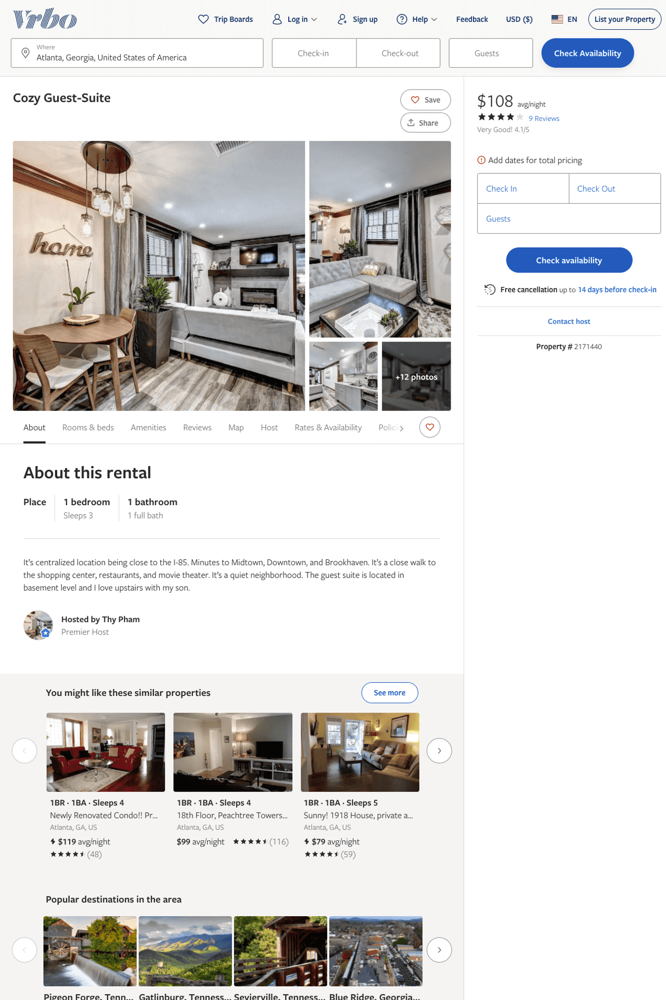 Vrbo
Trip Boards
Log in
Sign up
Help
Feedback
USD ($)
EN
List your Property
Where
Atlanta, Georgia, United States of America
Check-in
Check-out
Guests
Check Availability
Cozy Guest-Suite
Save
Share
home
+12 photos
$108 avg/night
9 Reviews
Very Good! 4.1/5
Add dates for total pricing
Check In
Check Out
Guests
Check availability
Free cancellation up to 14 days before check-in
Contact host
Property # 2171440
About
Rooms & beds
Amenities
Reviews
Map
Host
Rates & Availability
Polici
About this rental
Place
1 bedroom
Sleeps 3
1 bathroom
1 full bath
It's centralized location being close to the I-85. Minutes to Midtown, Downtown, and Brookhaven. It's a close walk to
the shopping center, restaurants, and movie theater. It's a quiet neighborhood. The guest suite is located in
basement level and I love upstairs with my son.
Hosted by Thy Pham
Premier Host
You might like these similar properties
See more
1BR · 1BA · Sleeps 4
Newly Renovated Condo!! Pr...
Atlanta, GA, US
$119 avg/night
(48)
1BR · 1BA · Sleeps 4
18th Floor, Peachtree Towers...
Atlanta, GA, US
$99 avg/night (116)
1BR · 1BA · Sleeps 5
Sunny! 1918 House, private a...
Atlanta, GA, US
$79 avg/night
(59)
Popular destinations in the area
Pigeon Forge, Tenn...
Gatlinburg, Tenness...
Sevierville, Tenness...
Blue Ridge, Georgia...